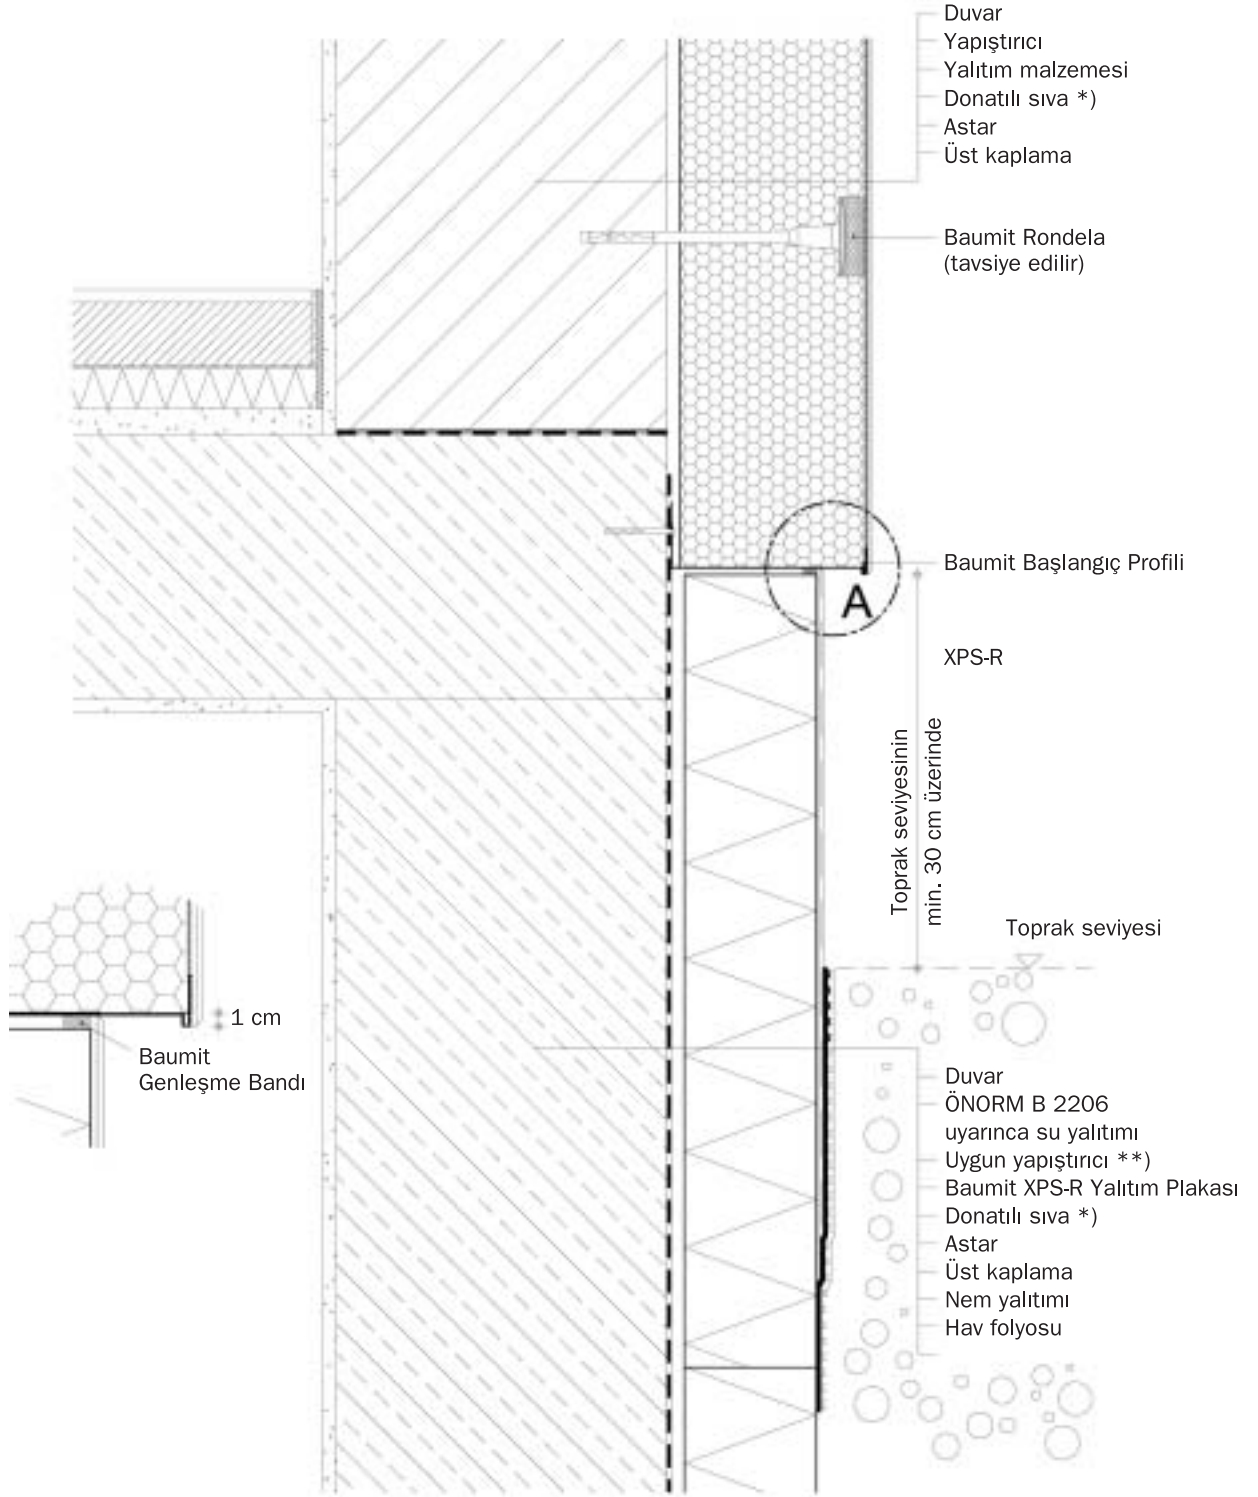 Duvar
Yapıştırıcı
Yalıtım malzemesi
Donatılı sıva *)
Astar
Üst kaplama
Baumit Rondela
(tavsiye edilir)
Baumit Başlangıç Profili
A
XPS-R
Toprak seviyesinin
min. 30 cm üzerinde
Toprak seviyesi
1 cm
Baumit
Genleşme Bandı
Duvar
ÖNORM B 2206
uyarınca su yalıtımı
Uygun yapıştırıcı **)
Baumit XPS-R Yalıtım Plakası
Donatılı sıva *)
Astar
Üst kaplama
Nem yalıtımı
Hav folyosu